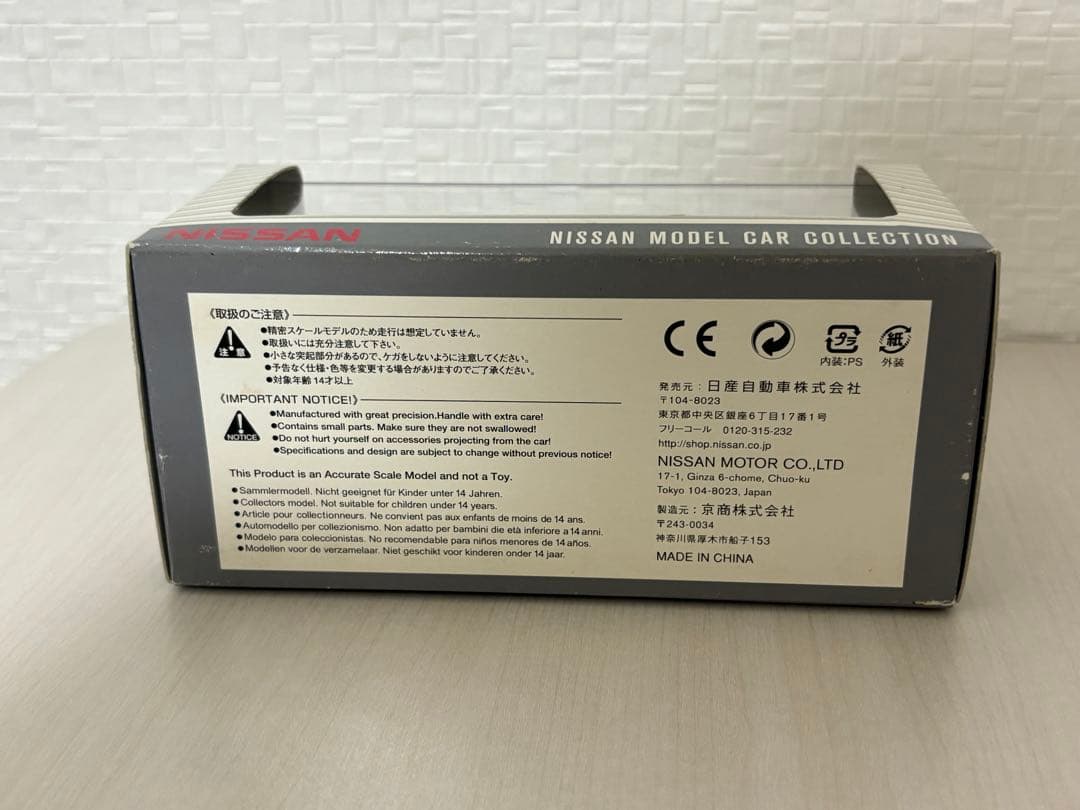 NISSAN
NISSAN MODEL CAR COLLECTION
《取扱のご注意》
注意
●精密スケールモデルのため走行は想定していません。
●取扱いには充分注意して下さい。
●小さな突起部分があるので、ケガをしないように注意してください。
●予告なく仕様・色等を変更する場合がありますのでご了承ください。
●対象年齢14才以上
《IMPORTANT NOTICE!》
NOTICE
●Manufactured with great precision.Handle with extra care!
●Contains small parts. Make sure they are not swallowed!
●Do not hurt yourself on accessories projecting from the car!
●Specifications and design are subject to change without previous notice!
This Product is an Accurate Scale Model and not a Toy.
●Sammlermodell. Nicht geeignet für Kinder unter 14 Jahren.
●Collectors model. Not suitable for children under 14 years.
●Article pour collectionneurs. Ne convient pas aux enfants de moins de 14 ans.
●Automodello per collezionismo. Non adatto per bambini die età inferiore a 14 anni.
●Modelo para coleccionistas. No recomendable para niños menores de 14 años.
●Modellen voor de verzamelaar. Niet geschikt voor kinderen onder 14 jaar.
CE
プラ
紙
内装:PS
外装
発売元:日産自動車株式会社
〒104-8023
東京都中央区銀座6丁目17番1号
フリーコール 0120-315-232
http://shop.nissan.co.jp
NISSAN MOTOR CO.,LTD
17-1, Ginza 6-chome, Chuo-ku
Tokyo 104-8023, Japan
製造元:京商株式会社
〒243-0034
神奈川県厚木市船子153
MADE IN CHINA